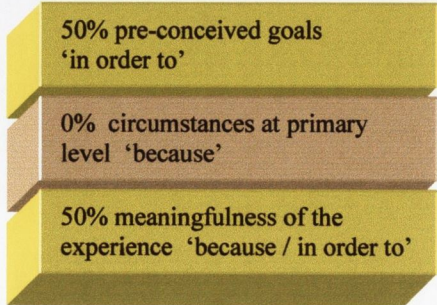 50% pre-conceived goals
‘in order to’
0% circumstances at primary
level ‘because’
50% meaningfulness of the
experience ‘because / in order to’